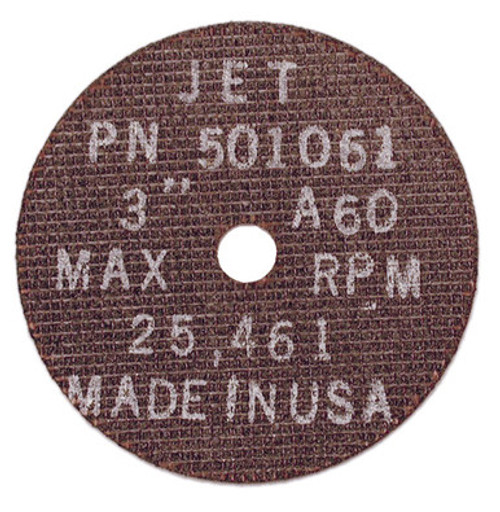 JET
PN 501061
3" A60
MAX RPM
25,461
MADE IN USA